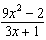 9x² − 2
3x + 1